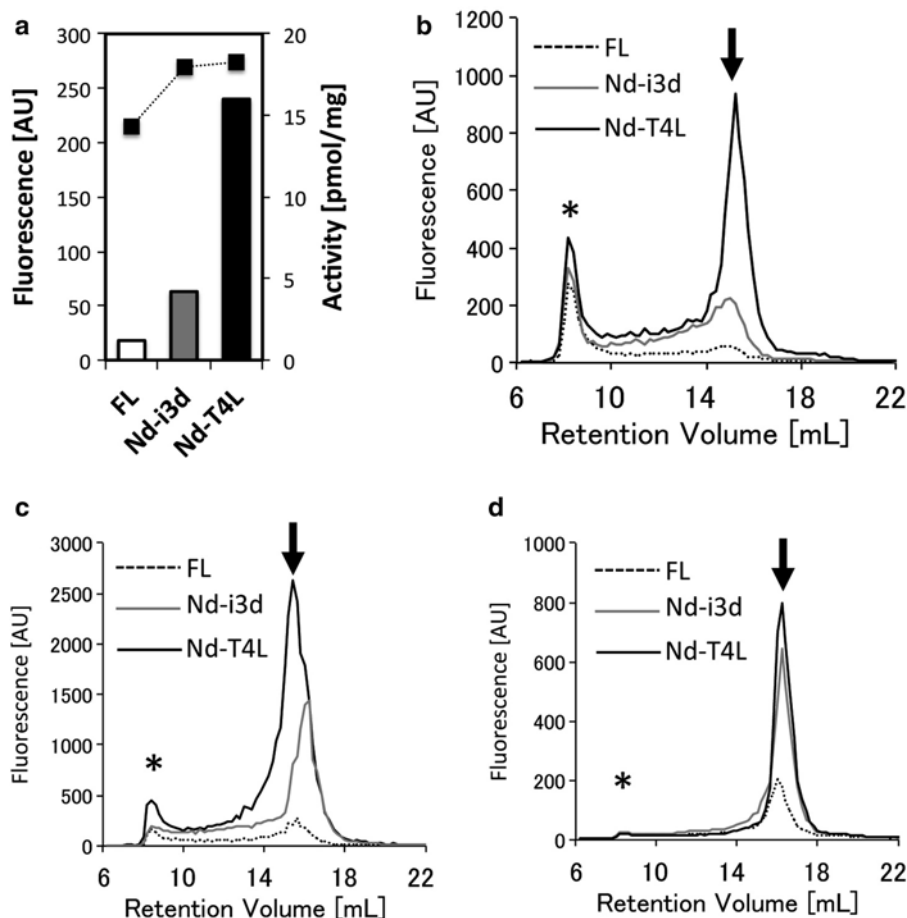 a
300
250
200
150
100
50
0
Fluorescence [AU]
20
15
10
5
0
Activity [pmol/mg]
FL
Nd-i3d
Nd-T4L
b
FL
Nd-i3d
Nd-T4L
*
1200
1000
800
600
400
200
0
Fluorescence [AU]
6 10 14 18 22
Retention Volume [mL]
c
FL
Nd-i3d
Nd-T4L
*
3000
2500
2000
1500
1000
500
0
Fluorescence [AU]
6 10 14 18 22
Retention Volume [mL]
d
FL
Nd-i3d
Nd-T4L
*
1000
800
600
400
200
0
Fluorescence [AU]
6 10 14 18 22
Retention Volume [mL]